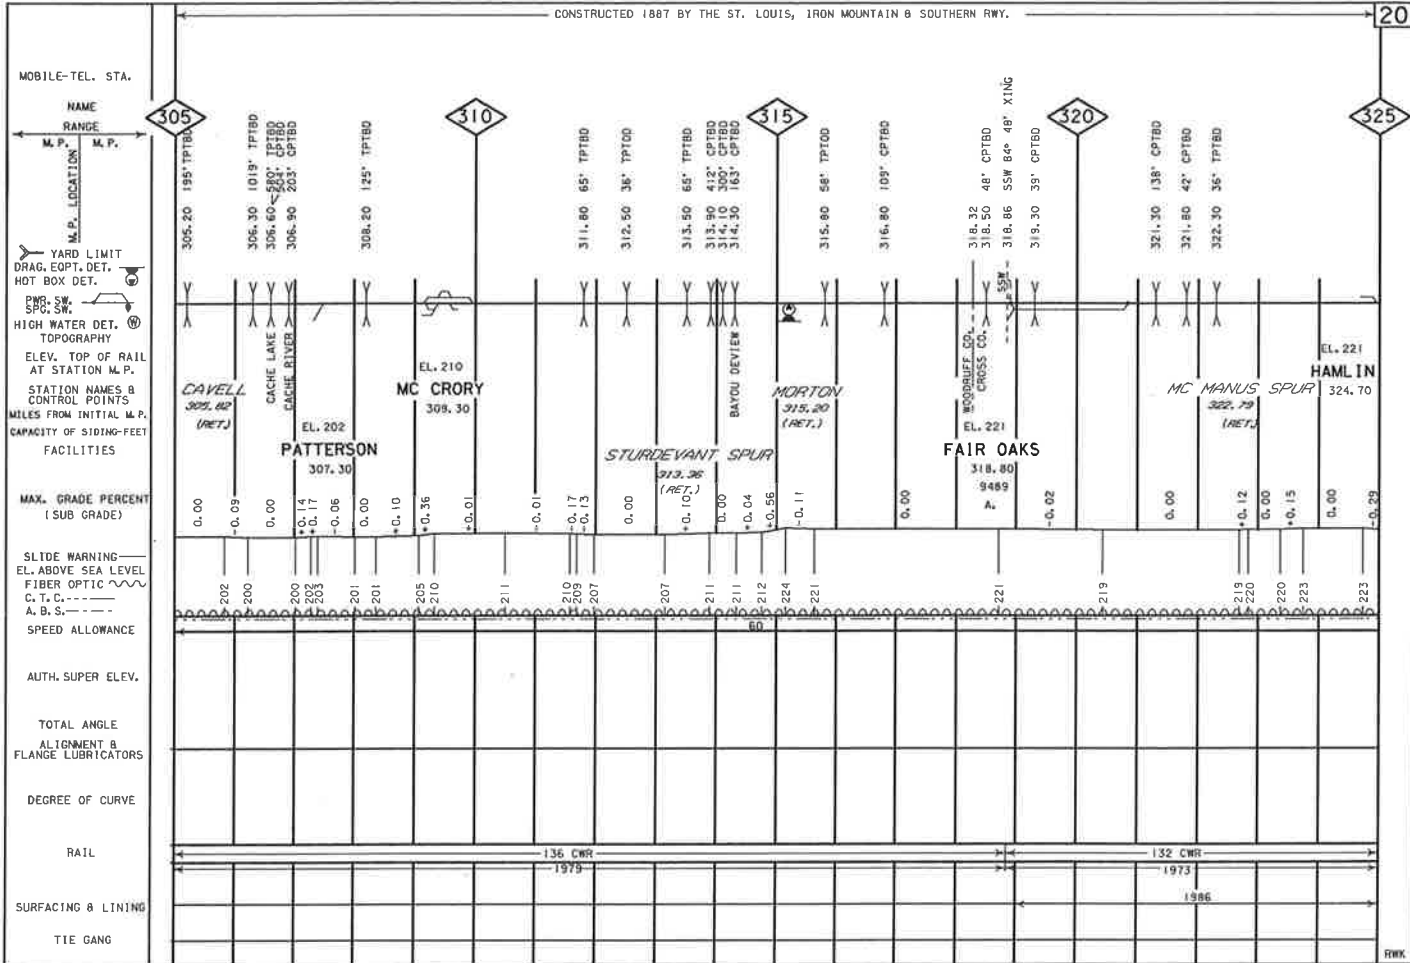 CONSTRUCTED 1887 BY THE ST. LOUIS, IRON MOUNTAIN & SOUTHERN RWY.
20
MOBILE-TEL. STA.
NAME
RANGE
M.P. M.P.
M.P. LOCATION
YARD LIMIT
DRAG. EQPT. DET.
HOT BOX DET.
PWR. SW.
SPG. SW.
HIGH WATER DET. W
TOPOGRAPHY
ELEV. TOP OF RAIL
AT STATION M.P.
STATION NAMES &
CONTROL POINTS
MILES FROM INITIAL M.P.
CAPACITY OF SIDING-FEET
FACILITIES
MAX. GRADE PERCENT
(SUB GRADE)
SLIDE WARNING
EL. ABOVE SEA LEVEL
FIBER OPTIC
C.T.C.
A.B.S.
SPEED ALLOWANCE
AUTH. SUPER ELEV.
TOTAL ANGLE
ALIGNMENT &
FLANGE LUBRICATORS
DEGREE OF CURVE
RAIL
SURFACING & LINING
TIE GANG
305
310
315
320
325
305.20 195' TPTBD
306.30 1019' TPTBD
306.60 580' TPTBD
504' CPTBD
306.90 203' CPTBD
308.20 125' TPTBD
311.80 65' TPTBD
312.50 36' TPTOD
313.50 65' TPTBD
313.90 412' CPTBD
314.10 300' CPTBD
314.30 163' CPTBD
315.80 58' TPTOD
316.80 109' CPTBD
318.32
318.50 48' CPTBD
318.86 SSW 84° 48' XING
319.30 39' CPTBD
321.30 138' CPTBD
321.80 42' CPTBD
322.30 36' TPTBD
SSW
CACHE LAKE
CACHE RIVER
BAYOU DEVIEW
WOODRUFF CO.
CROSS CO.
CAVELL
305.82
(RET.)
EL. 202
PATTERSON
307.30
EL. 210
MC CRORY
309.30
STURDEVANT SPUR
313.36
(RET.)
MORTON
315.20
(RET.)
EL. 221
FAIR OAKS
318.80
9489
A.
MC MANUS SPUR
322.79
(RET.)
EL. 221
HAMLIN
324.70
0.00
-0.09
0.00
+0.14
+0.17
-0.06
0.00
+0.10
+0.36
+0.01
-0.01
-0.17
-0.13
0.00
+0.10
0.00
+0.04
+0.56
-0.11
0.00
-0.02
0.00
+0.12
0.00
+0.15
0.00
-0.29
202
200
200
202
203
201
201
205
210
211
210
209
207
207
211
211
212
224
221
221
219
219
220
220
223
223
60
136 CWR
132 CWR
1979
1973
1986
RWK